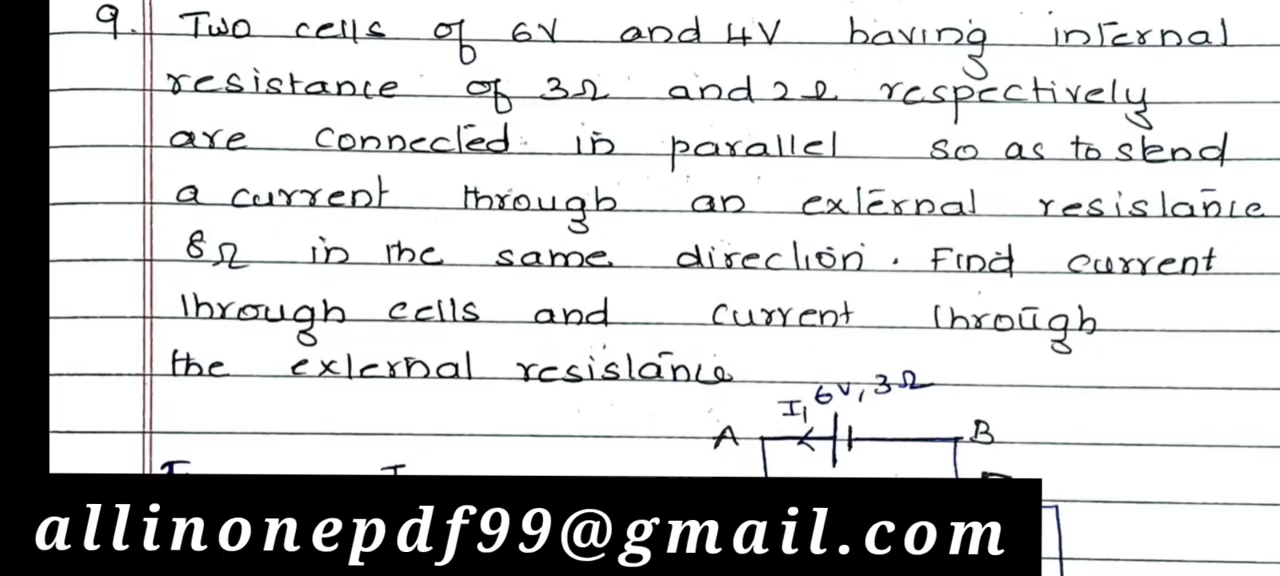 9. Two cells of 6V and 4V having internal
resistance of 3Ω and 2Ω respectively
are connected in parallel so as to send
a current through an external resistance
8Ω in the same direction. Find current
through cells and current through
the external resistance
I₁ 6V, 3Ω
A B
I I
allinonepdf99@gmail.com